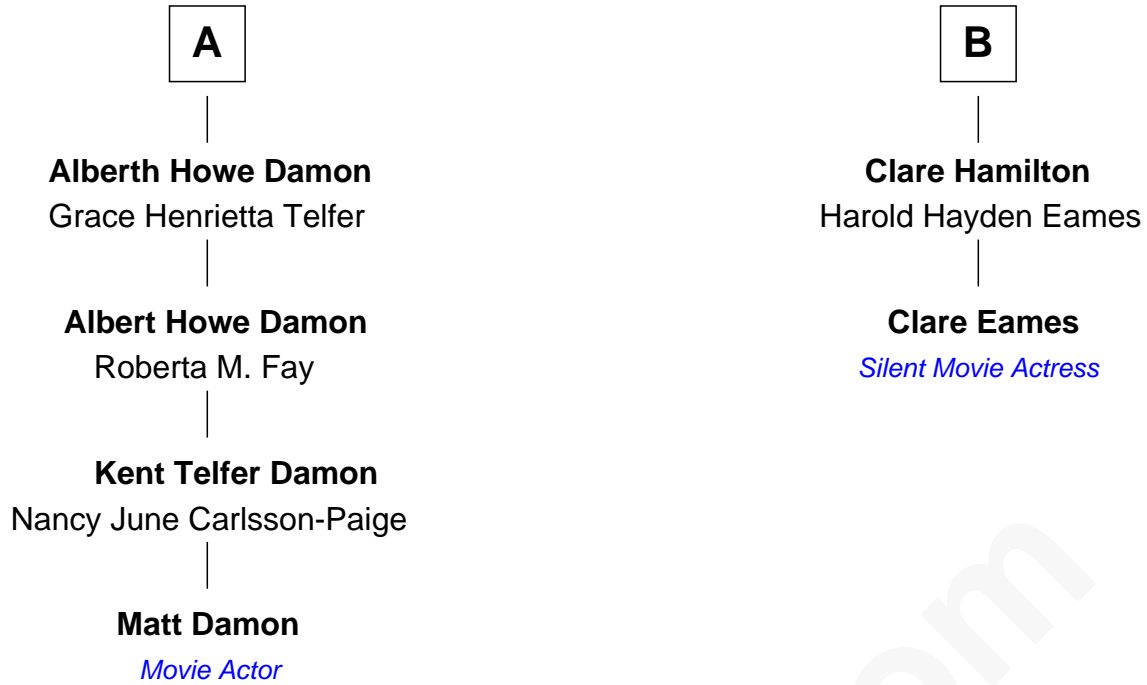 A
Alberth Howe Damon
Grace Henrietta Telfer
Albert Howe Damon
Roberta M. Fay
Kent Telfer Damon
Nancy June Carlsson-Paige
Matt Damon
Movie Actor
B
Clare Hamilton
Harold Hayden Eames
Clare Eames
Silent Movie Actress
om